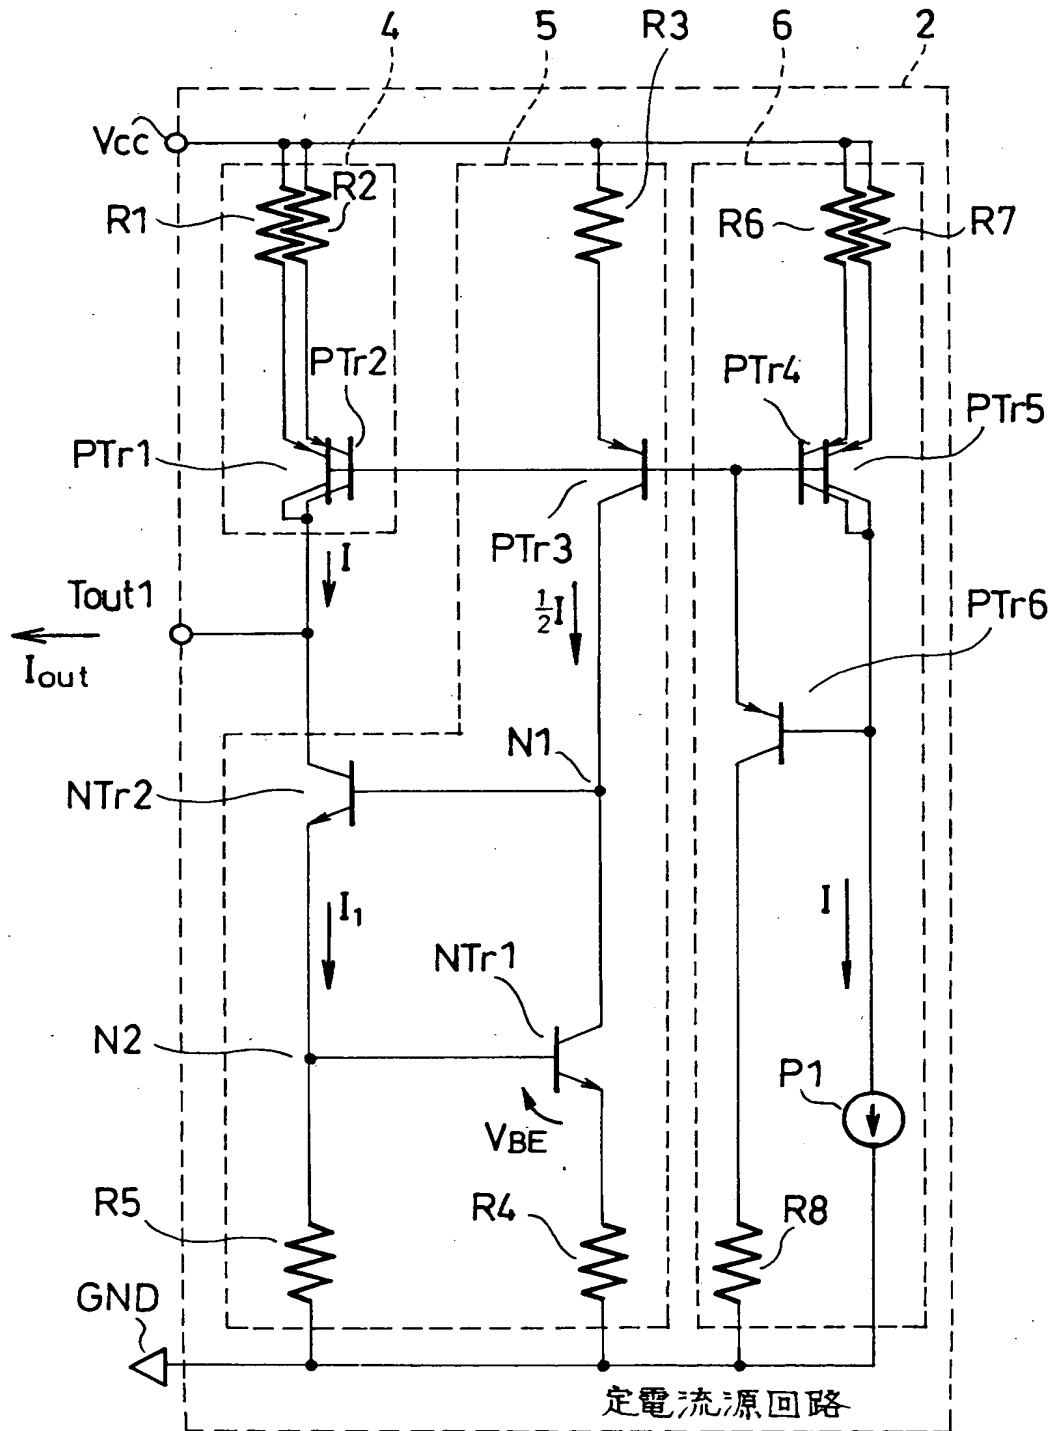 4 5 R3 6 2
Vcc
R1 R2 R6 R7
PTr2 PTr4
PTr1 PTr5
PTr3
I
Tout1 ½I PTr6
Iout
N1
NTr2
I₁ I
NTr1
N2
P1
VBE
R5 R4 R8
GND
定電流源回路